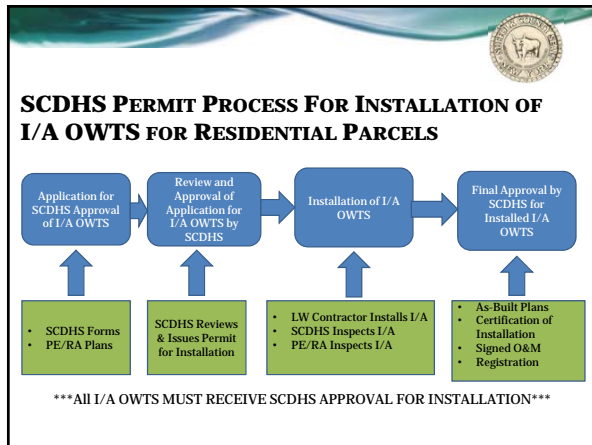 SCDHS PERMIT PROCESS FOR INSTALLATION OF
I/A OWTS FOR RESIDENTIAL PARCELS
Application for
SCDHS Approval
of I/A OWTS
Review and
Approval of
Application for
I/A OWTS by
SCDHS
Installation of I/A
OWTS
Final Approval by
SCDHS for
Installed I/A
OWTS
• SCDHS Forms
• PE/RA Plans
SCDHS Reviews
& Issues Permit
for Installation
• LW Contractor Installs I/A
• SCDHS Inspects I/A
• PE/RA Inspects I/A
• As-Built Plans
• Certification of
Installation
• Signed O&M
• Registration
***All I/A OWTS MUST RECEIVE SCDHS APPROVAL FOR INSTALLATION***